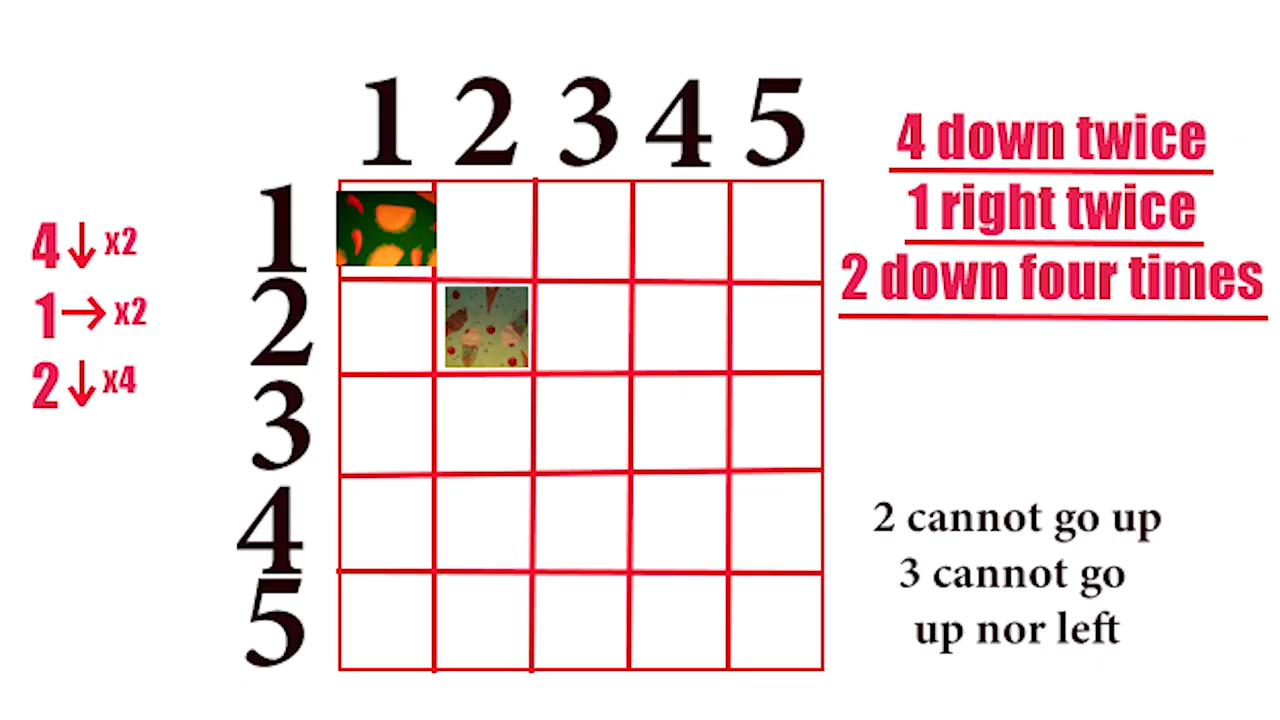 1 2 3 4 5
4 down twice
1 right twice
2 down four times
1
2
3
4
5
4↓x2
1→x2
2↓x4
2 cannot go up
3 cannot go
up nor left